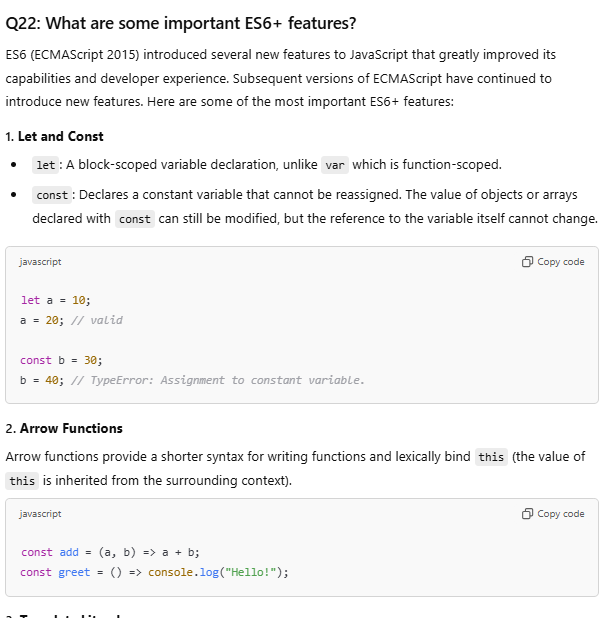 Q22: What are some important ES6+ features?
ES6 (ECMAScript 2015) introduced several new features to JavaScript that greatly improved its
capabilities and developer experience. Subsequent versions of ECMAScript have continued to
introduce new features. Here are some of the most important ES6+ features:
1. Let and Const
• let : A block-scoped variable declaration, unlike var which is function-scoped.
• const : Declares a constant variable that cannot be reassigned. The value of objects or arrays
declared with const can still be modified, but the reference to the variable itself cannot change.
javascript Copy code
let a = 10;
a = 20; // valid
const b = 30;
b = 40; // TypeError: Assignment to constant variable.
2. Arrow Functions
Arrow functions provide a shorter syntax for writing functions and lexically bind this (the value of
this is inherited from the surrounding context).
javascript Copy code
const add = (a, b) => a + b;
const greet = () => console.log("Hello!");